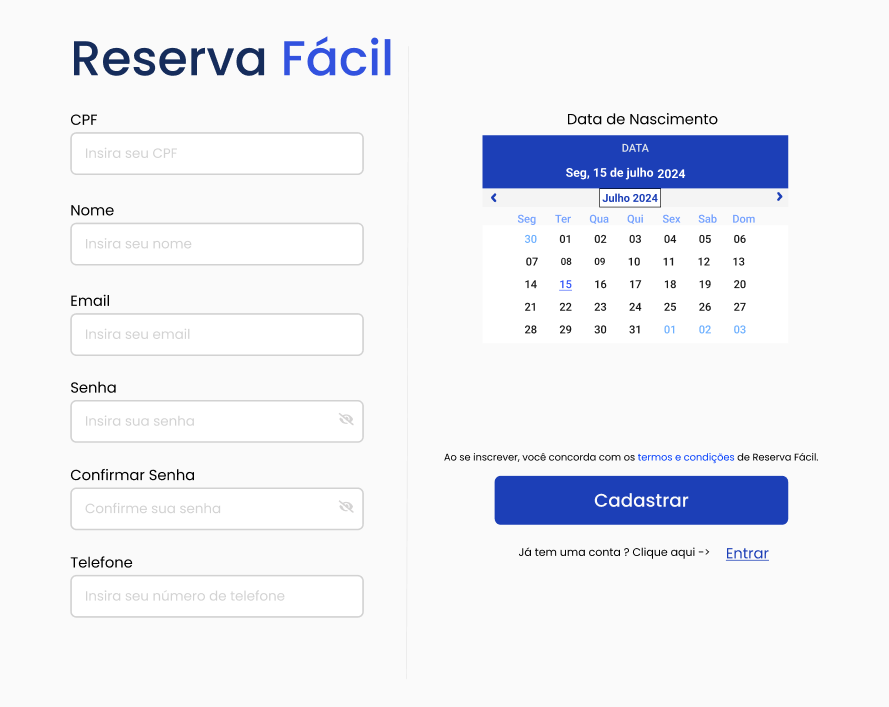 Reserva Fácil
CPF
Insira seu CPF
Nome
Insira seu nome
Email
Insira seu email
Senha
Insira sua senha
Confirmar Senha
Confirme sua senha
Telefone
Insira seu número de telefone
Data de Nascimento
DATA
Seg, 15 de julho 2024
Julho 2024
Seg Ter Qua Qui Sex Sab Dom
30 01 02 03 04 05 06
07 08 09 10 11 12 13
14 15 16 17 18 19 20
21 22 23 24 25 26 27
28 29 30 31 01 02 03
Ao se inscrever, você concorda com os termos e condições de Reserva Fácil.
Cadastrar
Já tem uma conta ? Clique aqui -> Entrar